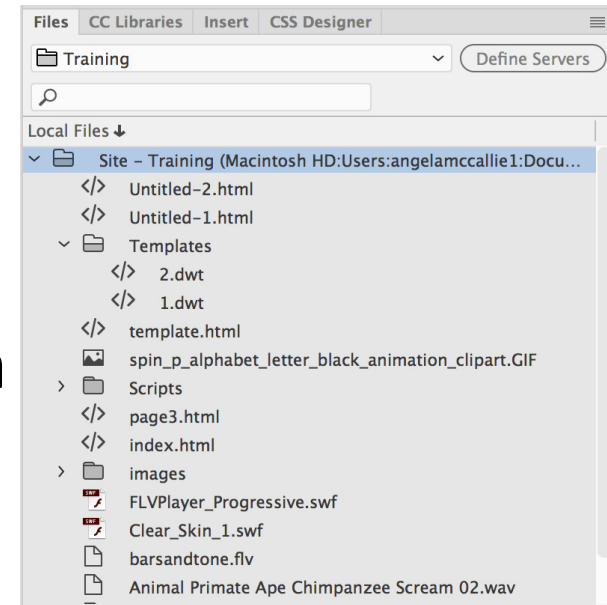 Files CC Libraries Insert CSS Designer
Training Define Servers
Local Files
Site – Training (Macintosh HD:Users:angelamccallie1:Docu...
Untitled-2.html
Untitled-1.html
Templates
2.dwt
1.dwt
template.html
spin_p_alphabet_letter_black_animation_clipart.GIF
Scripts
page3.html
index.html
images
SWF FLVPlayer_Progressive.swf
SWF Clear_Skin_1.swf
barsandtone.flv
Animal Primate Ape Chimpanzee Scream 02.wav